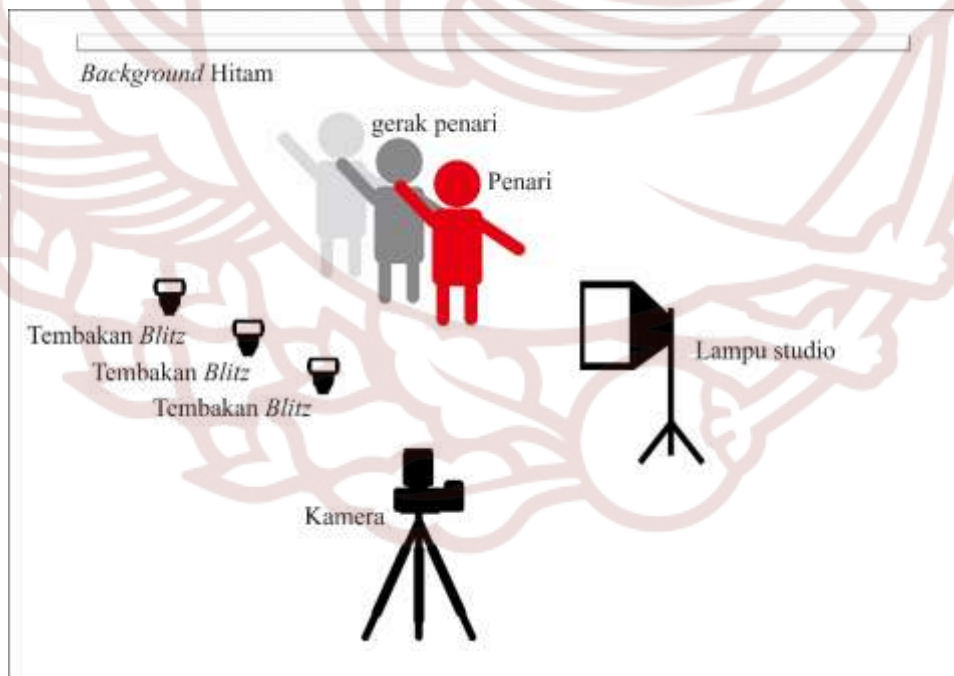 Background Hitam
gerak penari
Penari
Tembakan Blitz
Tembakan Blitz
Tembakan Blitz
Lampu studio
Kamera